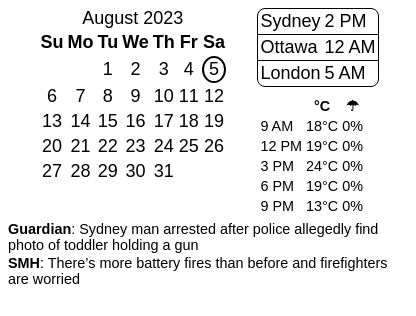 August 2023
Su Mo Tu We Th Fr Sa
1 2 3 4 5
6 7 8 9 10 11 12
13 14 15 16 17 18 19
20 21 22 23 24 25 26
27 28 29 30 31
Sydney 2 PM
Ottawa 12 AM
London 5 AM
°C ☂
9 AM 18°C 0%
12 PM 19°C 0%
3 PM 24°C 0%
6 PM 19°C 0%
9 PM 13°C 0%
Guardian: Sydney man arrested after police allegedly find
photo of toddler holding a gun
SMH: There's more battery fires than before and firefighters
are worried